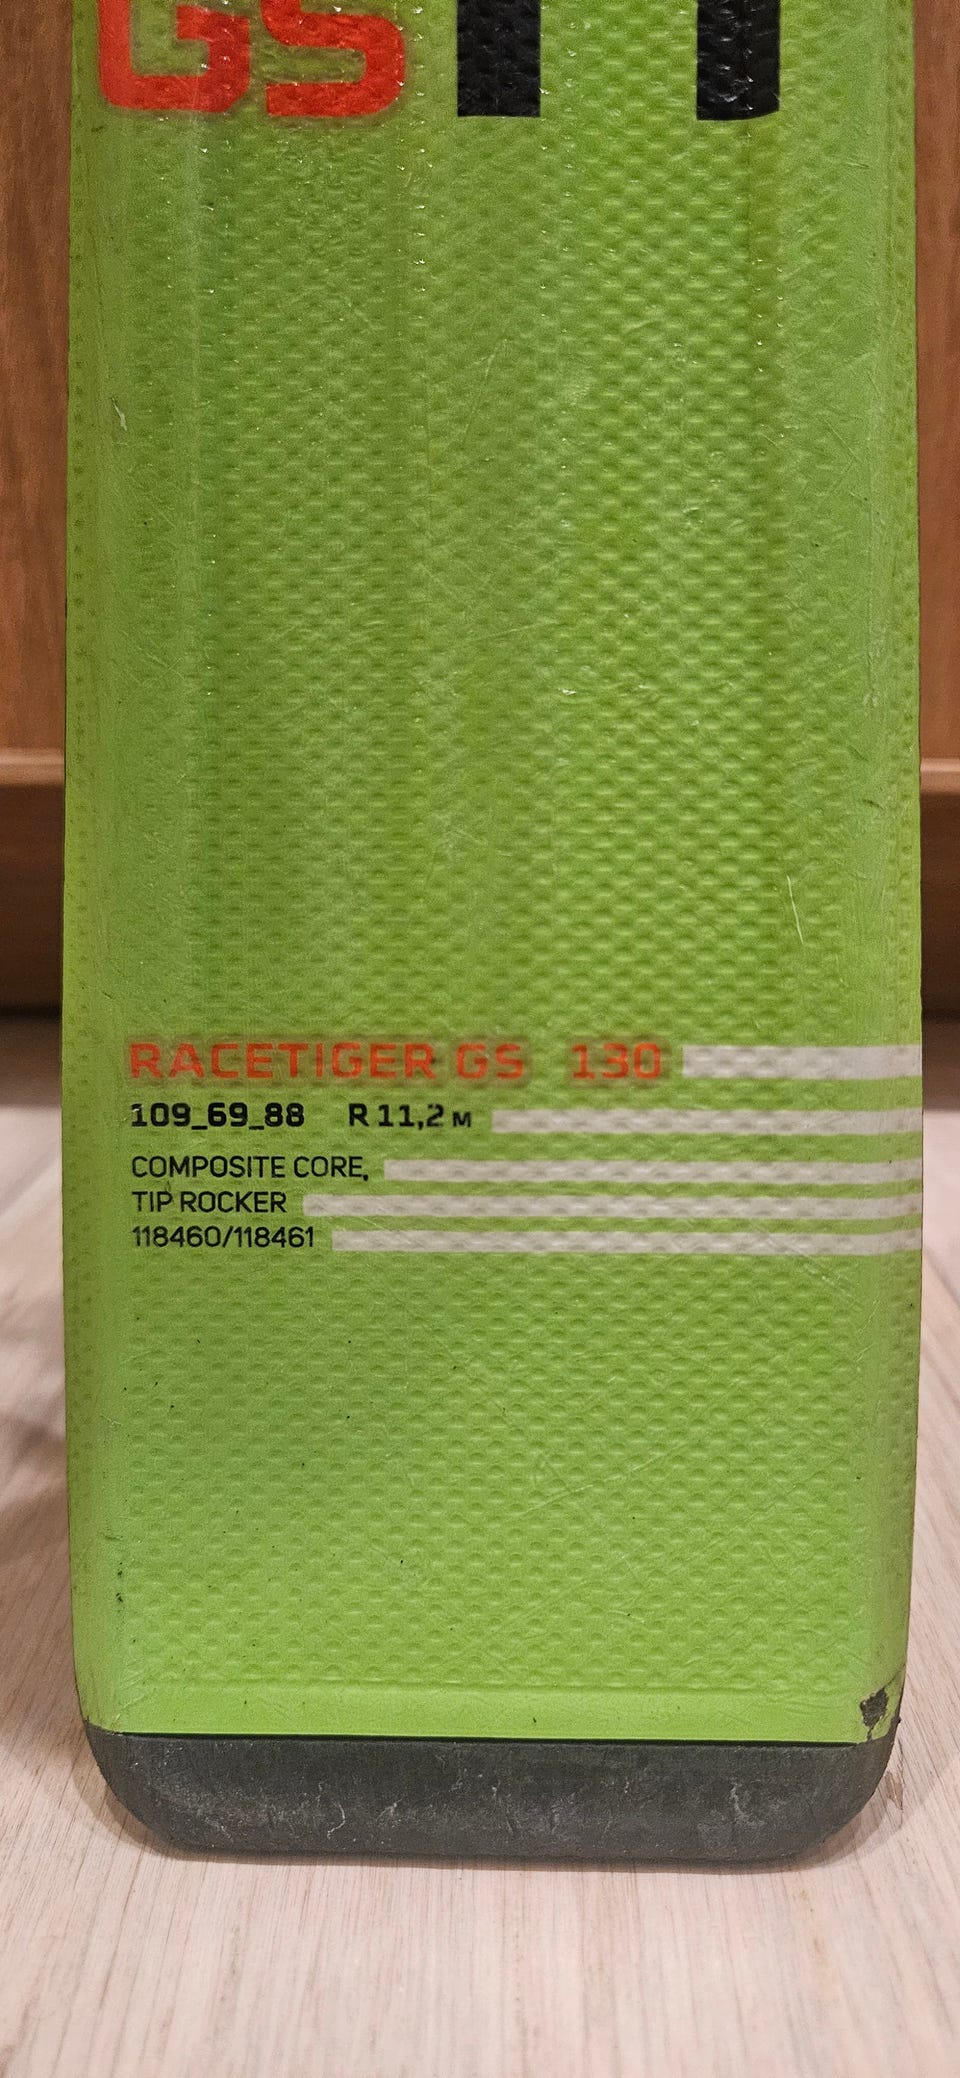 GS
RACETIGER GS 130
109_69_88 R 11,2 M
COMPOSITE CORE,
TIP ROCKER
118460/118461